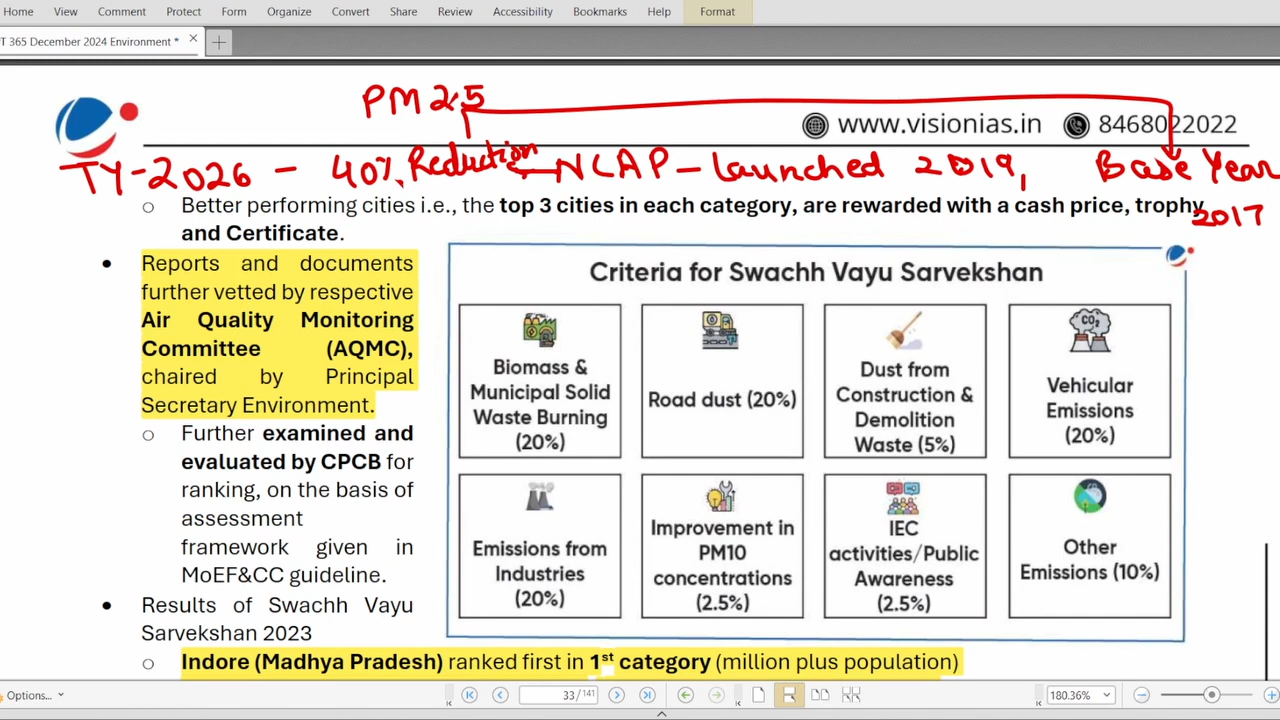 Home View Comment Protect Form Organize Convert Share Review Accessibility Bookmarks Help Format
T 365 December 2024 Environment *
PM 2.5
www.visionias.in 8468022022
TY-2026 - 40% Reduction NCAP - launched 2019, Base Year
2017
Better performing cities i.e., the top 3 cities in each category, are rewarded with a cash price, trophy
and Certificate.
Reports and documents
further vetted by respective
Air Quality Monitoring
Committee (AQMC),
chaired by Principal
Secretary Environment.
Further examined and
evaluated by CPCB for
ranking, on the basis of
assessment
framework given in
MoEF&CC guideline.
Results of Swachh Vayu
Sarvekshan 2023
Criteria for Swachh Vayu Sarvekshan
Biomass &
Municipal Solid
Waste Burning
(20%)
Road dust (20%)
Dust from
Construction &
Demolition
Waste (5%)
CO2
Vehicular
Emissions
(20%)
Emissions from
Industries
(20%)
Improvement in
PM10
concentrations
(2.5%)
IEC
activities/Public
Awareness
(2.5%)
Other
Emissions (10%)
Indore (Madhya Pradesh) ranked first in 1st category (million plus population)
Options... 33 / 141 180.36%